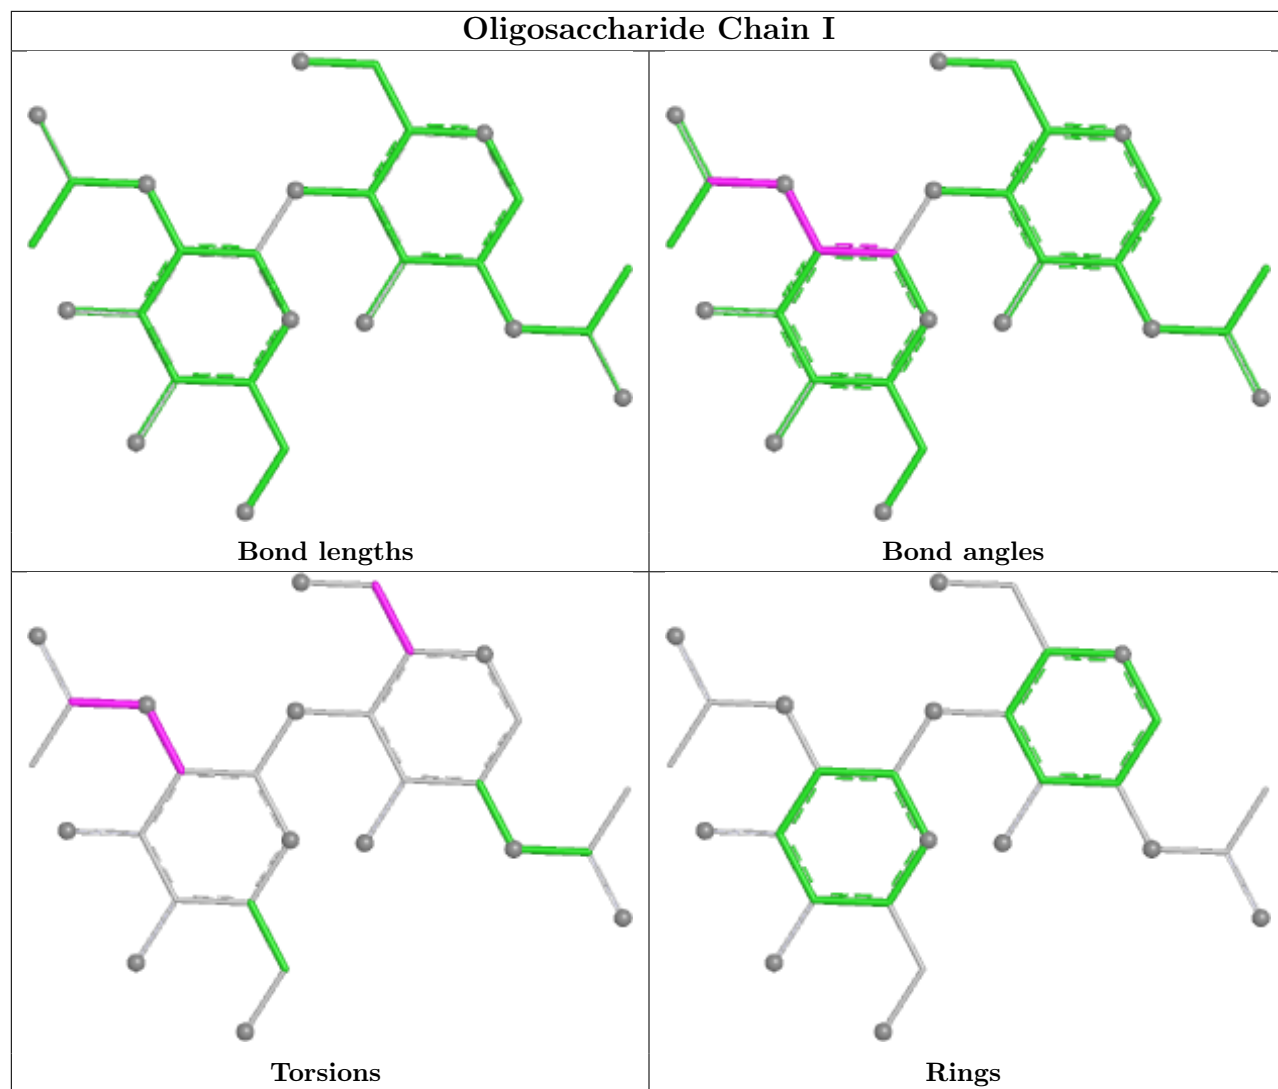 Oligosaccharide Chain I
Bond lengths
Bond angles
Torsions
Rings